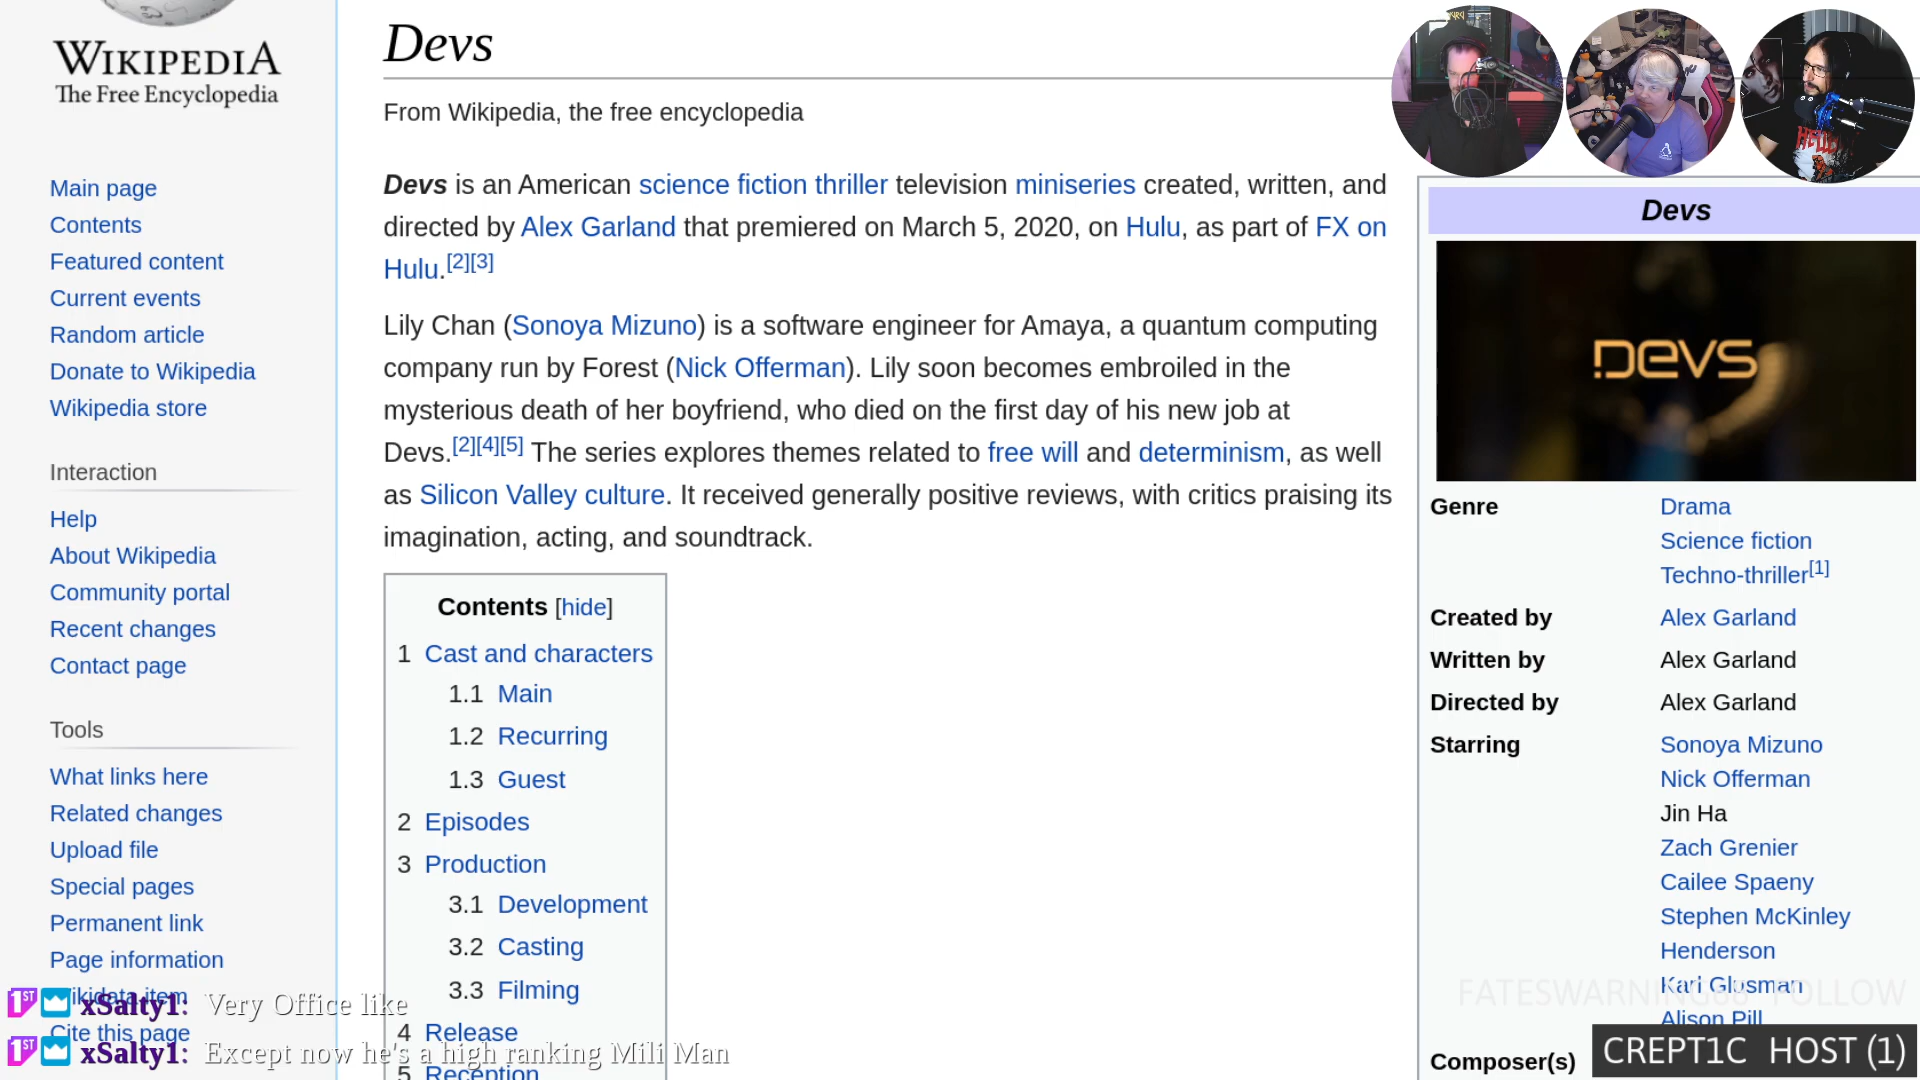 WIKIPEDIA
The Free Encyclopedia
Main page
Contents
Featured content
Current events
Random article
Donate to Wikipedia
Wikipedia store
Interaction
Help
About Wikipedia
Community portal
Recent changes
Contact page
Tools
What links here
Related changes
Upload file
Special pages
Permanent link
Page information
Wikidata item
Cite this page
Devs
From Wikipedia, the free encyclopedia
Devs is an American science fiction thriller television miniseries created, written, and
directed by Alex Garland that premiered on March 5, 2020, on Hulu, as part of FX on
Hulu.[2][3]
Lily Chan (Sonoya Mizuno) is a software engineer for Amaya, a quantum computing
company run by Forest (Nick Offerman). Lily soon becomes embroiled in the
mysterious death of her boyfriend, who died on the first day of his new job at
Devs.[2][4][5] The series explores themes related to free will and determinism, as well
as Silicon Valley culture. It received generally positive reviews, with critics praising its
imagination, acting, and soundtrack.
Contents [hide]
1 Cast and characters
1.1 Main
1.2 Recurring
1.3 Guest
2 Episodes
3 Production
3.1 Development
3.2 Casting
3.3 Filming
4 Release
5 Reception
Devs
DEVS
Genre Drama
Science fiction
Techno-thriller[1]
Created by Alex Garland
Written by Alex Garland
Directed by Alex Garland
Starring Sonoya Mizuno
Nick Offerman
Jin Ha
Zach Grenier
Cailee Spaeny
Stephen McKinley
Henderson
Karl Glusman
Alison Pill
Composer(s)
1ST xSalty1: Very Office like
1ST xSalty1: Except now he's a high ranking Mili Man
FOLLOW
CREPT1C HOST (1)